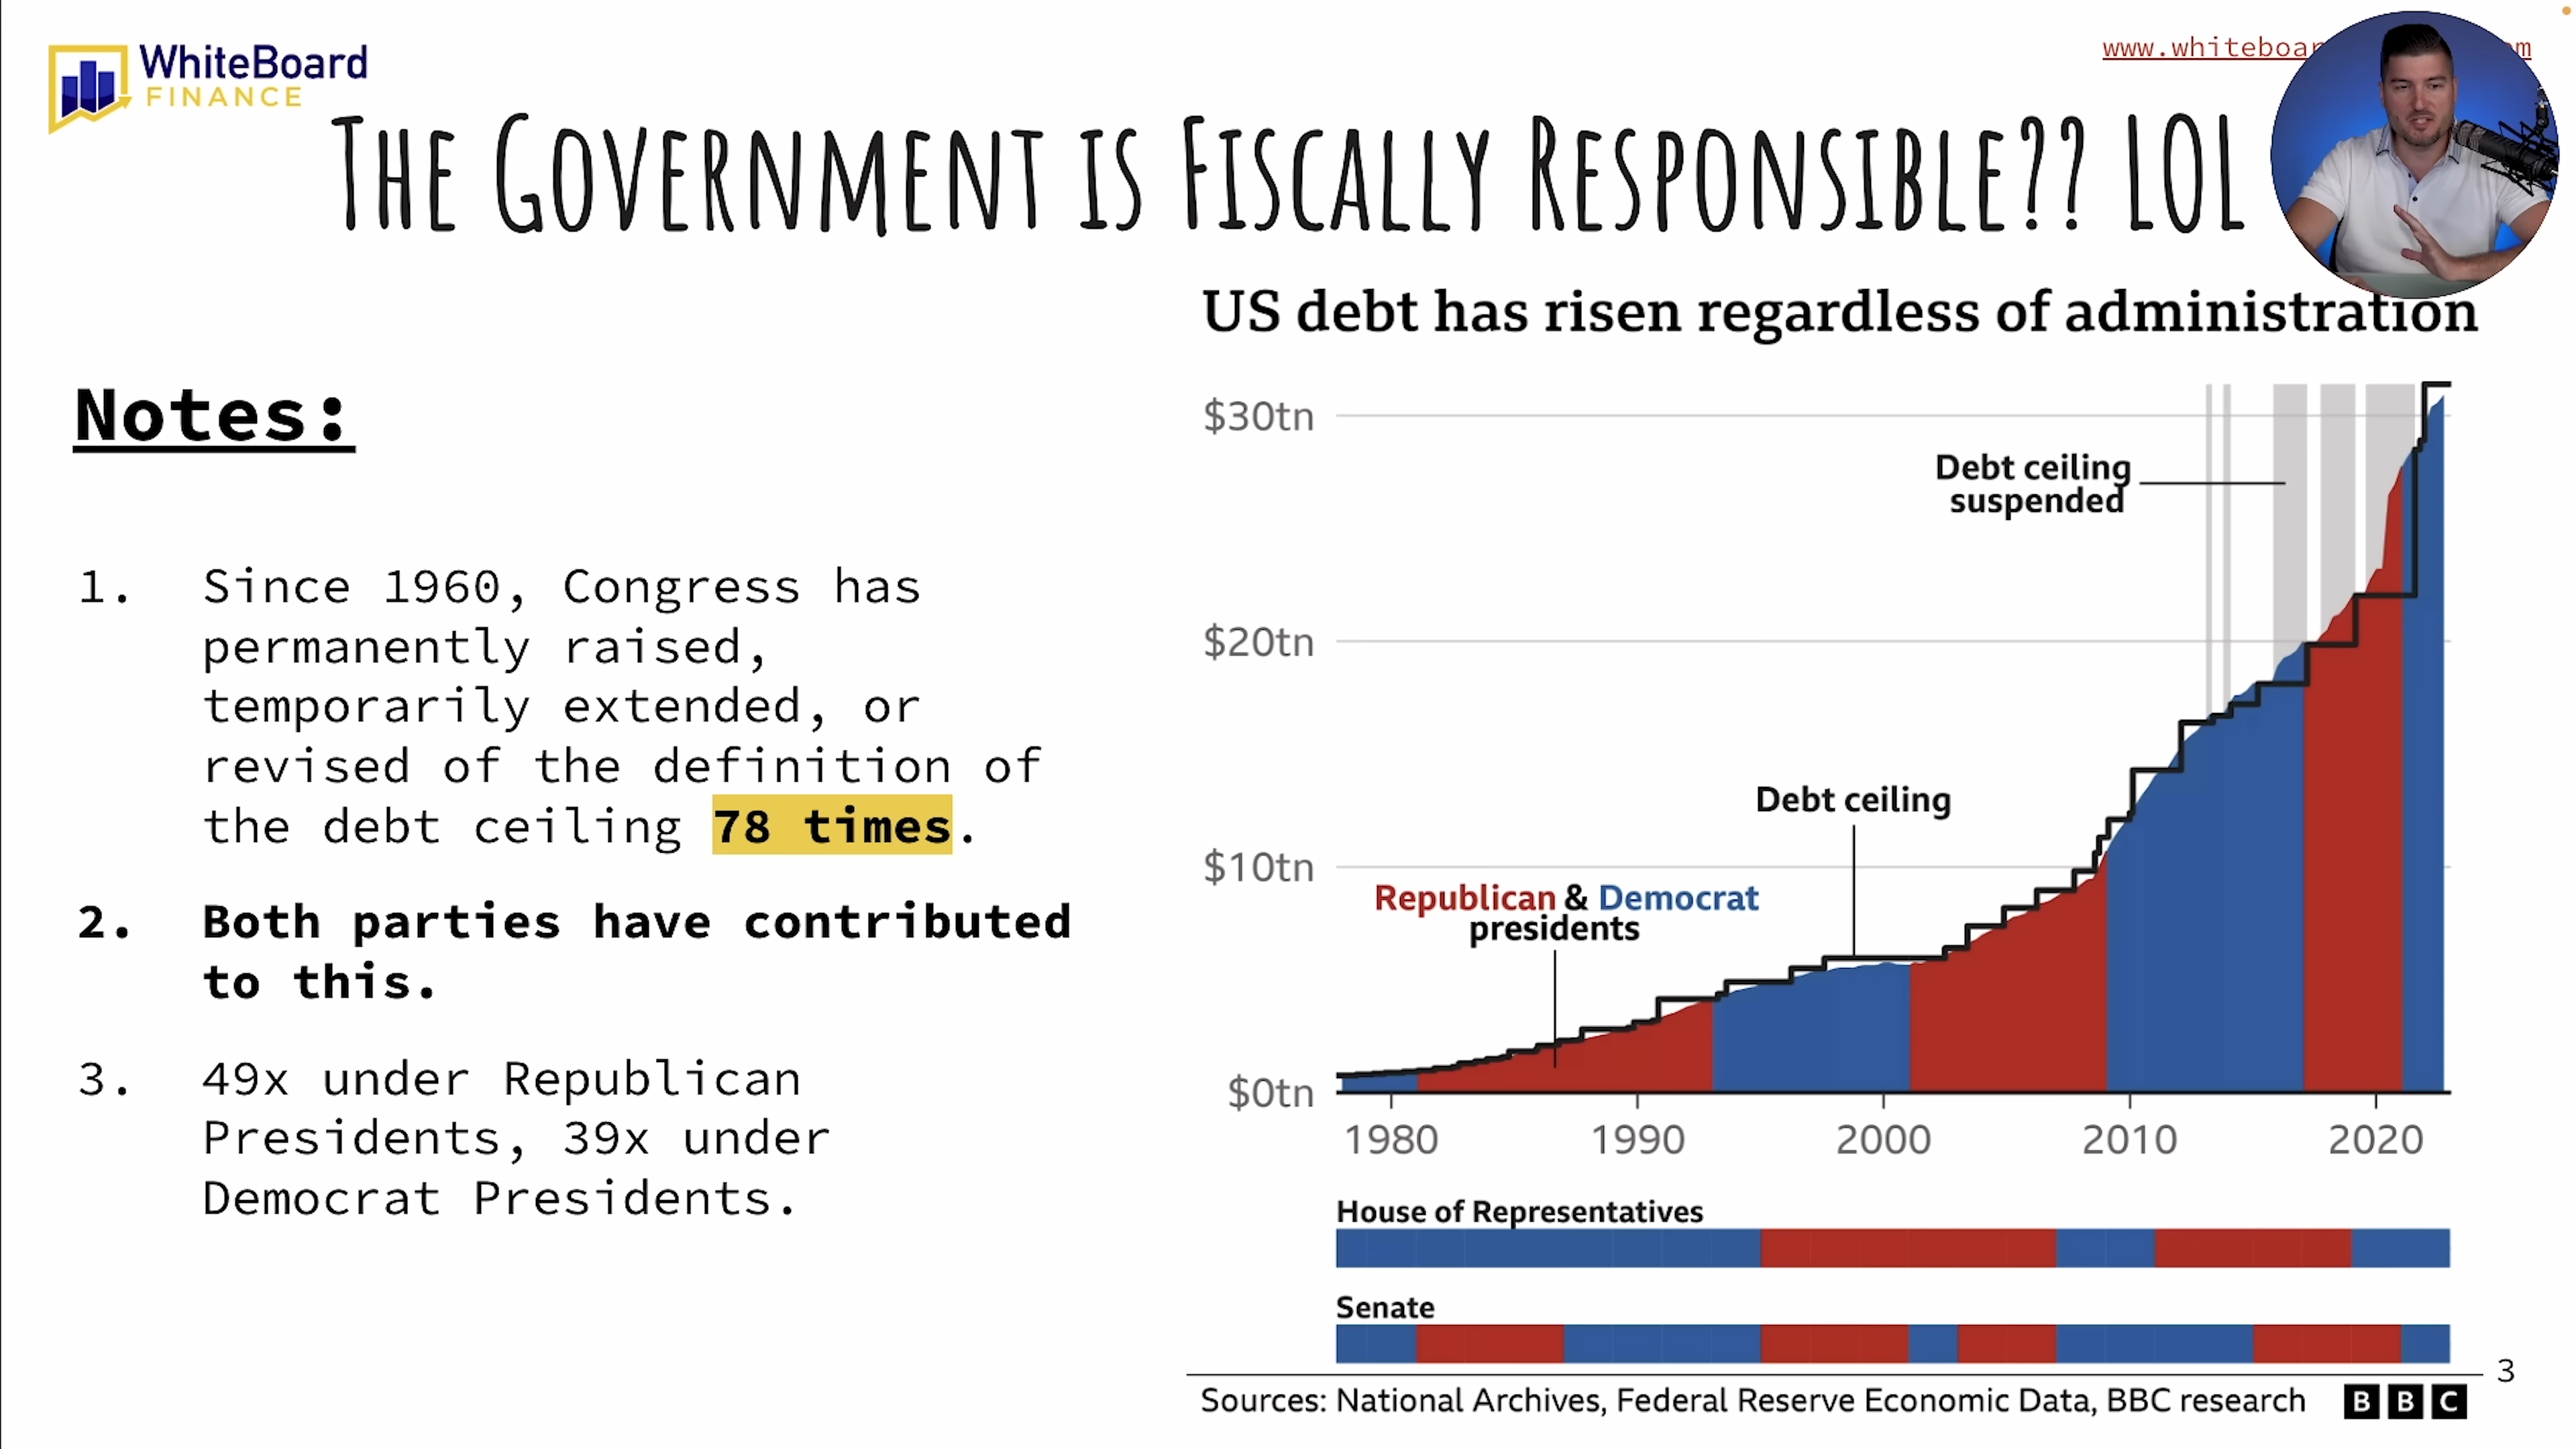 WhiteBoard
FINANCE
www.whiteboar
m
The Government is Fiscally Responsible?? LOL
Notes:
1. Since 1960, Congress has
permanently raised,
temporarily extended, or
revised of the definition of
the debt ceiling 78 times.
2. Both parties have contributed
to this.
3. 49x under Republican
Presidents, 39x under
Democrat Presidents.
US debt has risen regardless of administration
$30tn
Debt ceiling
suspended
$20tn
Debt ceiling
$10tn
Republican & Democrat
presidents
$0tn
1980 1990 2000 2010 2020
House of Representatives
Senate
3
Sources: National Archives, Federal Reserve Economic Data, BBC research BBC